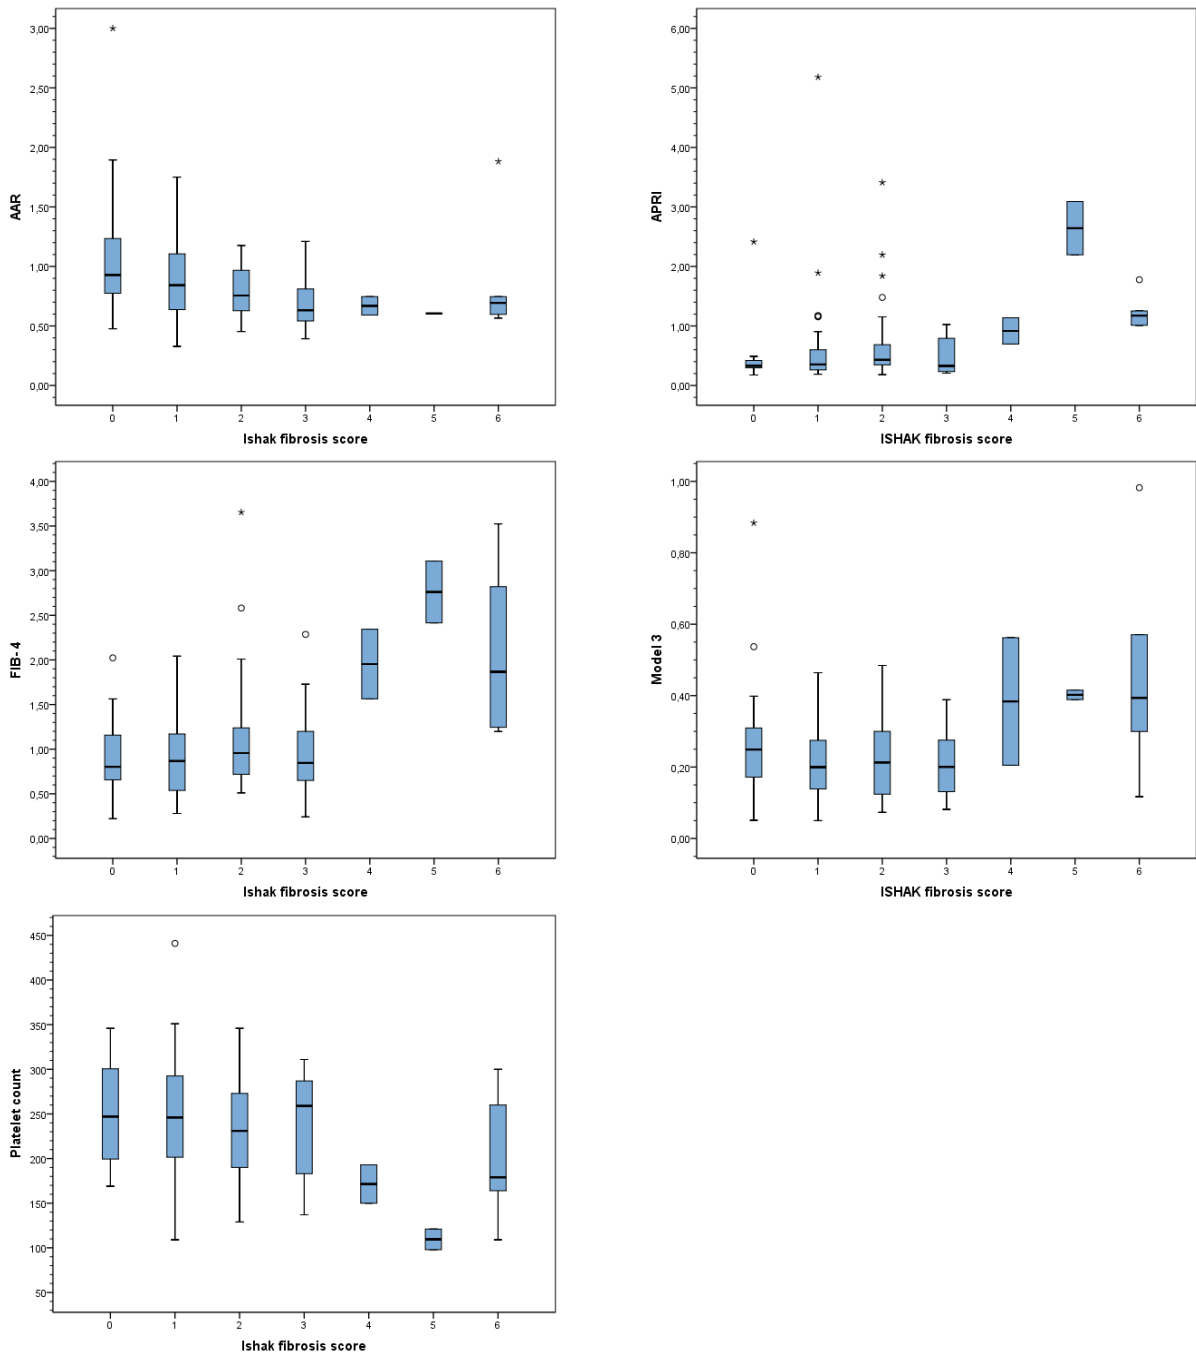 3,00
2,50
2,00
1,50
1,00
0,50
0,00
AAR
0 1 2 3 4 5 6
Ishak fibrosis score
6,00
5,00
4,00
3,00
2,00
1,00
0,00
APRI
0 1 2 3 4 5 6
ISHAK fibrosis score
4,00
3,50
3,00
2,50
2,00
1,50
1,00
0,50
0,00
FIB-4
0 1 2 3 4 5 6
Ishak fibrosis score
1,00
0,80
0,60
0,40
0,20
0,00
Model 3
0 1 2 3 4 5 6
ISHAK fibrosis score
450
400
350
300
250
200
150
100
50
Platelet count
0 1 2 3 4 5 6
Ishak fibrosis score